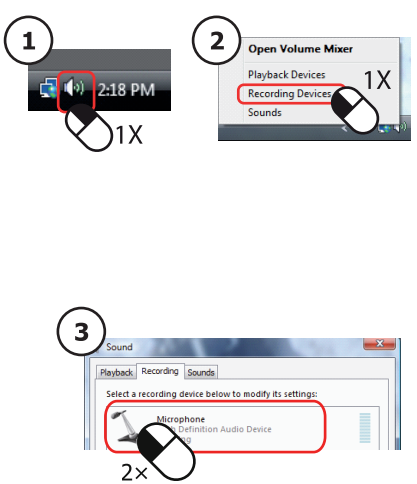 1
2:18 PM
1X
2
Open Volume Mixer
Playback Devices
Recording Devices
1X
Sounds
3
Sound
Playback Recording Sounds
Select a recording device below to modify its settings:
Microphone
Definition Audio Device
2×